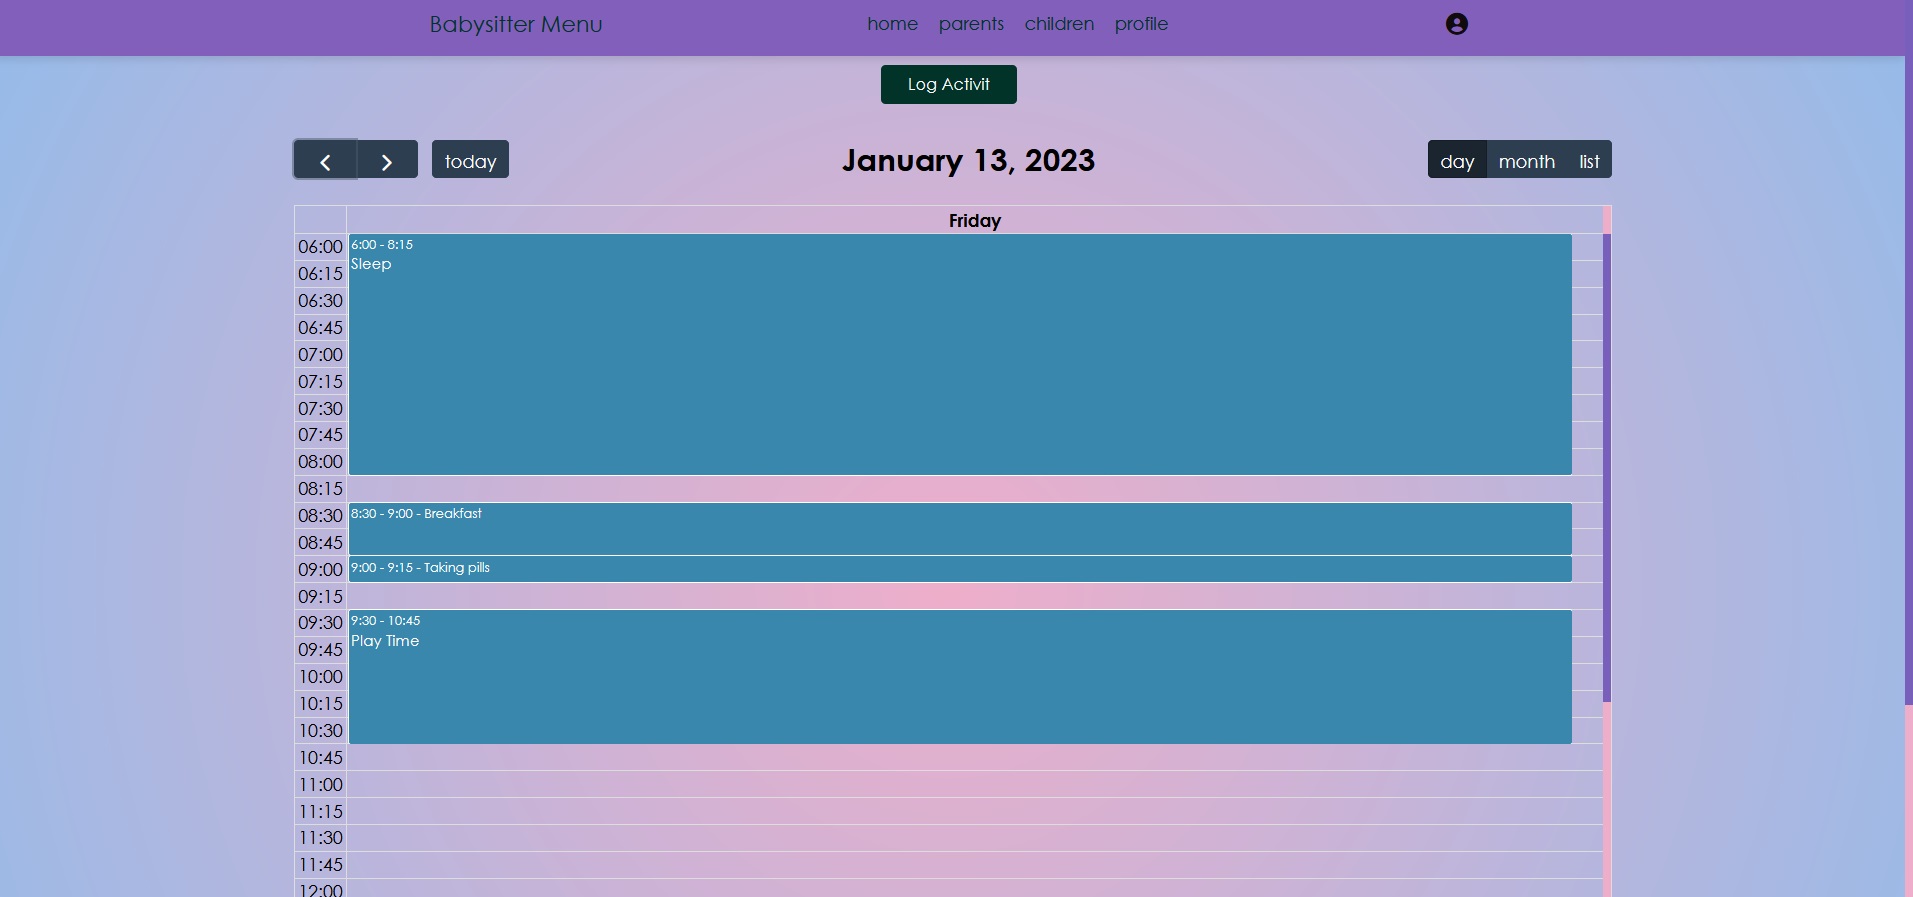 Babysitter Menu home parents children profile
Log Activit
today January 13, 2023 day month list
Friday
06:00 6:00 - 8:15
Sleep
06:15
06:30
06:45
07:00
07:15
07:30
07:45
08:00
08:15
08:30 8:30 - 9:00 - Breakfast
08:45
09:00 9:00 - 9:15 - Taking pills
09:15
09:30 9:30 - 10:45
Play Time
09:45
10:00
10:15
10:30
10:45
11:00
11:15
11:30
11:45
12:00